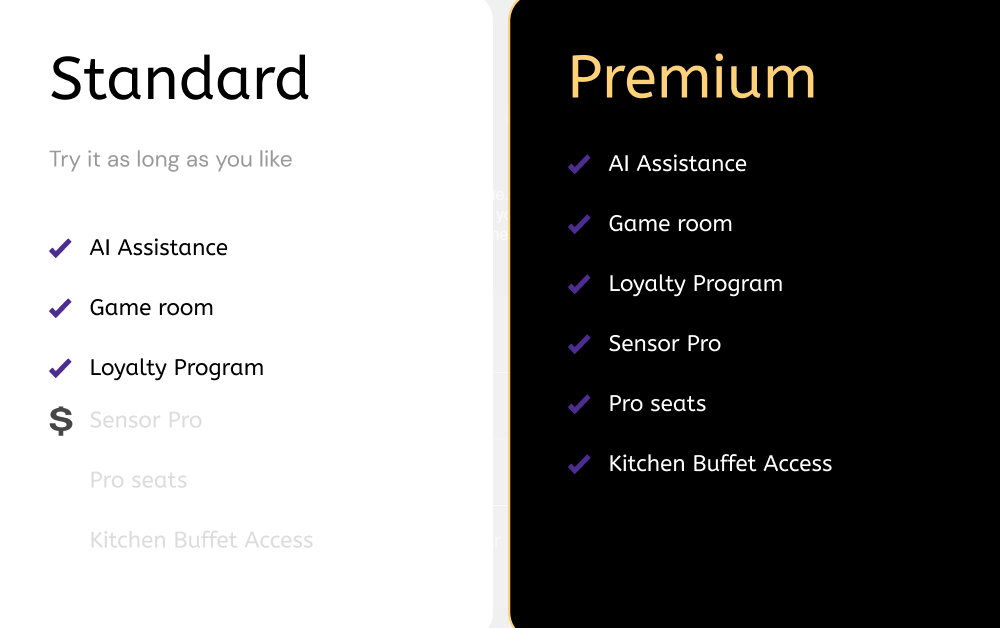 Standard
Try it as long as you like
AI Assistance
Game room
Loyalty Program
$ Sensor Pro
Pro seats
Kitchen Buffet Access
Premium
AI Assistance
Game room
Loyalty Program
Sensor Pro
Pro seats
Kitchen Buffet Access